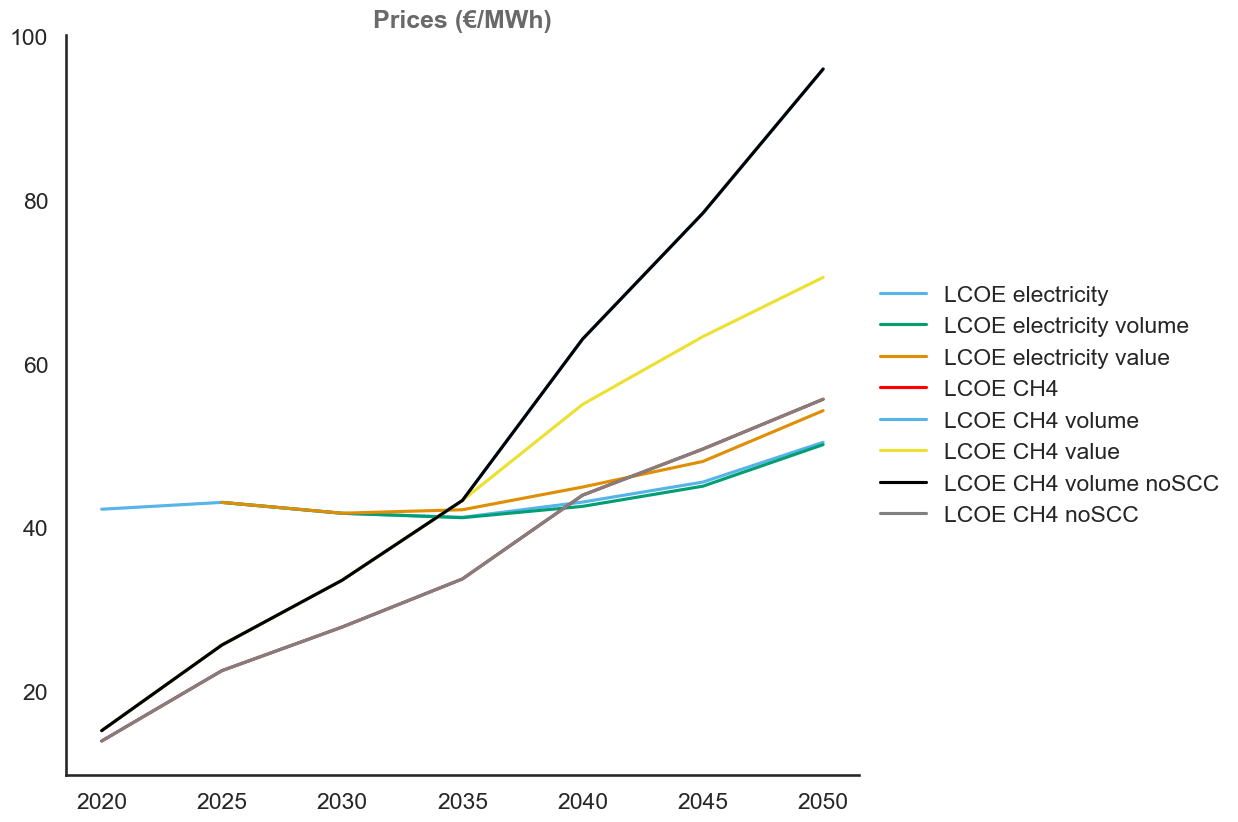 Prices (€/MWh)
100
80
60
40
20
2020 2025 2030 2035 2040 2045 2050
LCOE electricity
LCOE electricity volume
LCOE electricity value
LCOE CH4
LCOE CH4 volume
LCOE CH4 value
LCOE CH4 volume noSCC
LCOE CH4 noSCC